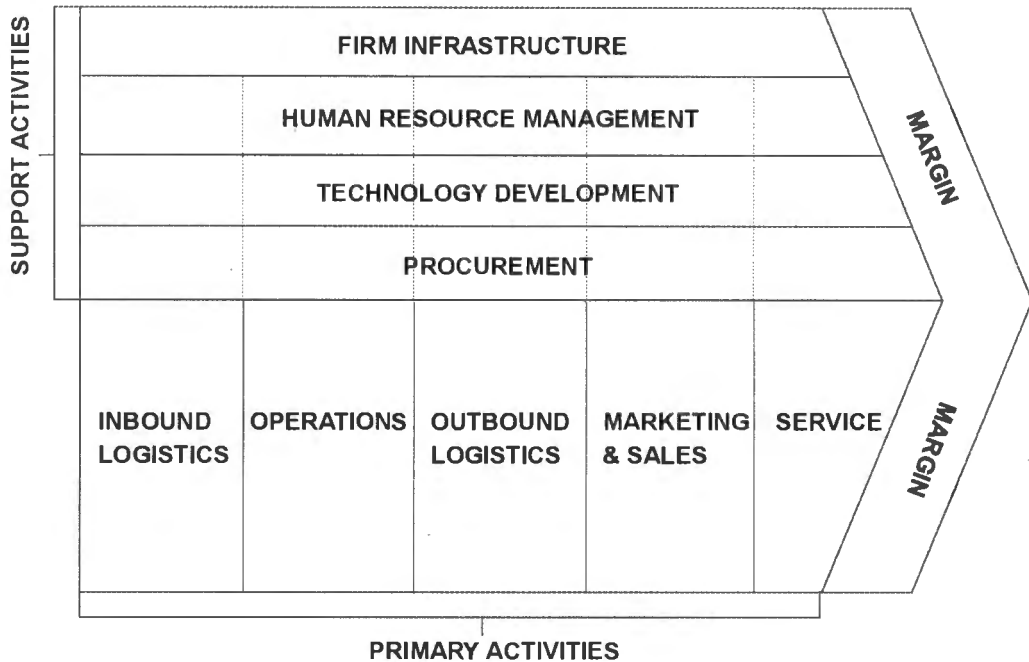 SUPPORT ACTIVITIES
FIRM INFRASTRUCTURE
HUMAN RESOURCE MANAGEMENT
TECHNOLOGY DEVELOPMENT
PROCUREMENT
MARGIN
INBOUND
LOGISTICS
OPERATIONS
OUTBOUND
LOGISTICS
MARKETING
& SALES
SERVICE
MARGIN
PRIMARY ACTIVITIES